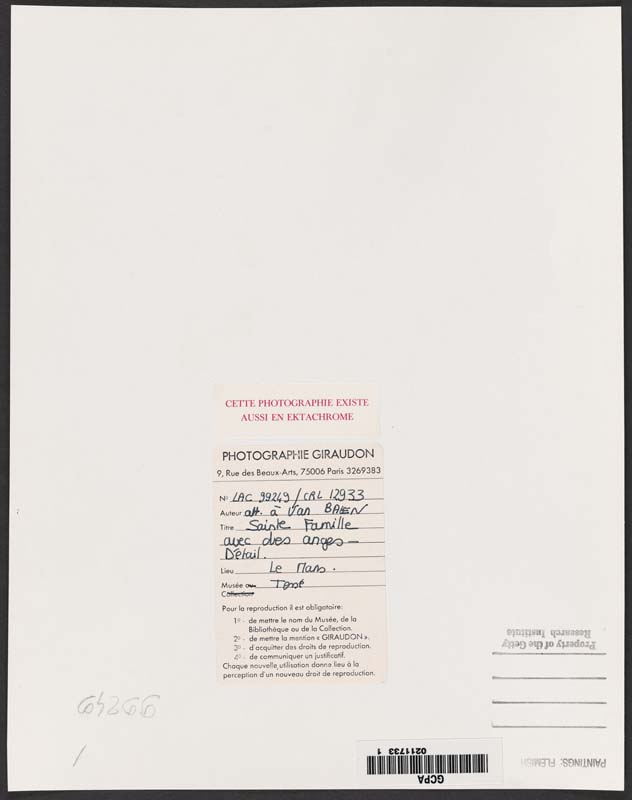 CETTE PHOTOGRAPHIE EXISTE
AUSSI EN EKTACHROME
PHOTOGRAPHIE GIRAUDON
9, Rue des Beaux-Arts, 75006 Paris 3269383
N° LAC 99249 / CRL 12933
Auteur att. à Van BALEN
Titre Sainte Famille
avec des anges -
Détail.
Lieu Le Mans.
Musée ou Tessé
Collection
Pour la reproduction il est obligatoire:
1° - de mettre le nom du Musée, de la
Bibliothèque ou de la Collection.
2° - de mettre la mention « GIRAUDON ».
3° - d'acquitter des droits de reproduction.
4° - de communiquer un justificatif.
Chaque nouvelle utilisation donne lieu à la
perception d'un nouveau droit de reproduction.
Property of the Getty
Research Institute
GCPA
0211733 1
PAINTINGS: FLEMISH